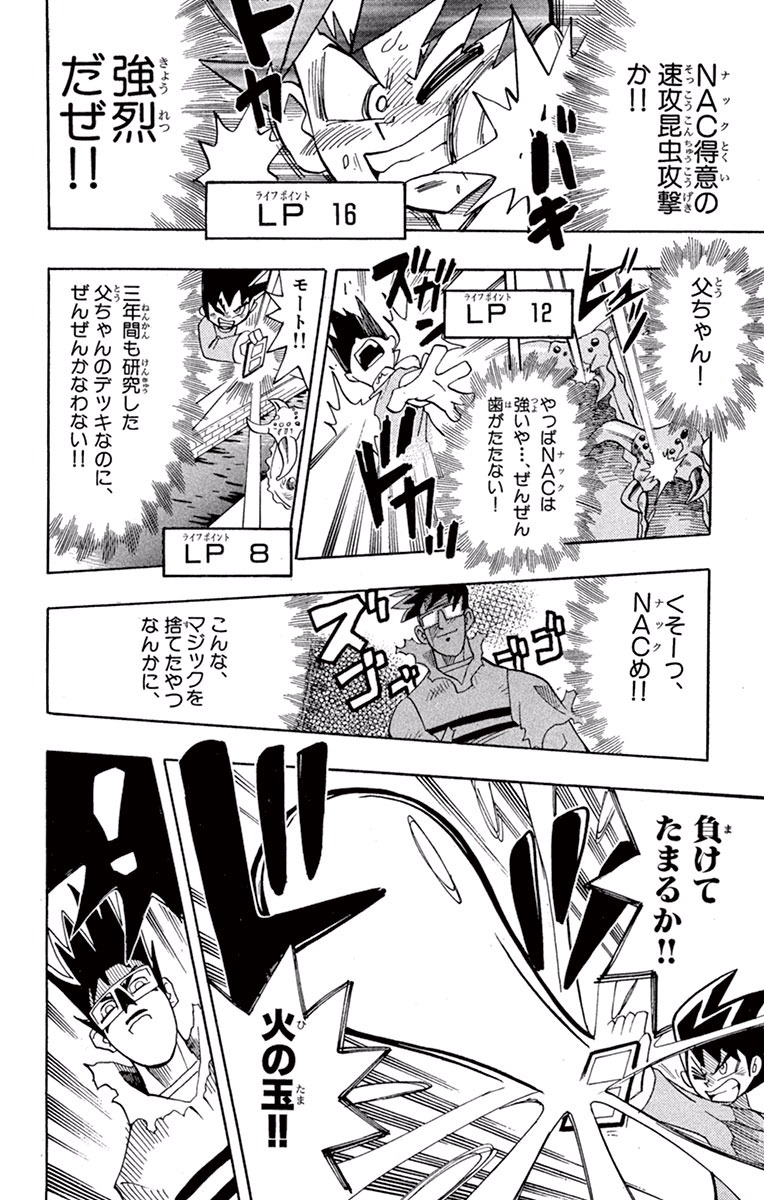 NAC得意の
速攻昆虫攻撃
か!!
バキ
ドカ
強烈
だぜ!!
LP 16
父ちゃん!
ビュッ
LP 12
ズガン
やっぱNACは
強いや…、ぜんぜん
歯がたたない!
ドカッ
モート!!
三年間も研究した
父ちゃんのデッキなのに、
ぜんぜんかなわない!!
LP 8
くそーっ、
NACめ!!
ズゴゴ
ズゴゴ
こんな、
マジックを
捨てたやつ
なんかに、
負けて
たまるか!!
火の玉!!
ドン
!